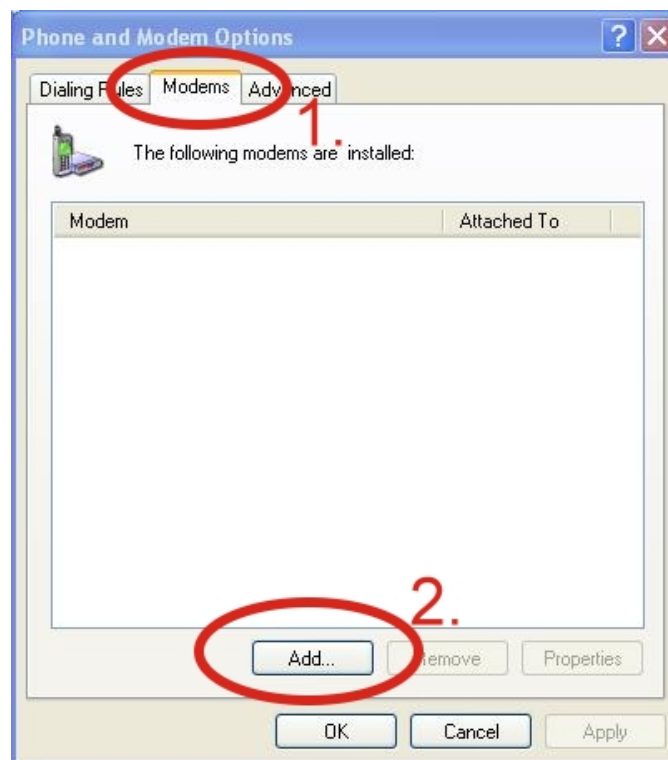 Phone and Modem Options
Dialing Rules Modems Advanced
1.
The following modems are installed:
Modem Attached To
2.
Add... Remove Properties
OK Cancel Apply